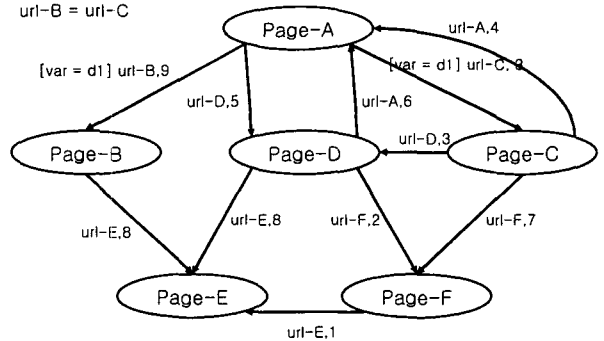 url-B = url-C
Page-A
url-A,4
[var = d1] url-B,9
[var = d1] url-C,
url-D,5
url-A,6
url-D,3
Page-B
Page-D
Page-C
url-E,8
url-E,8
url-F,2
url-F,7
Page-E
Page-F
url-E,1